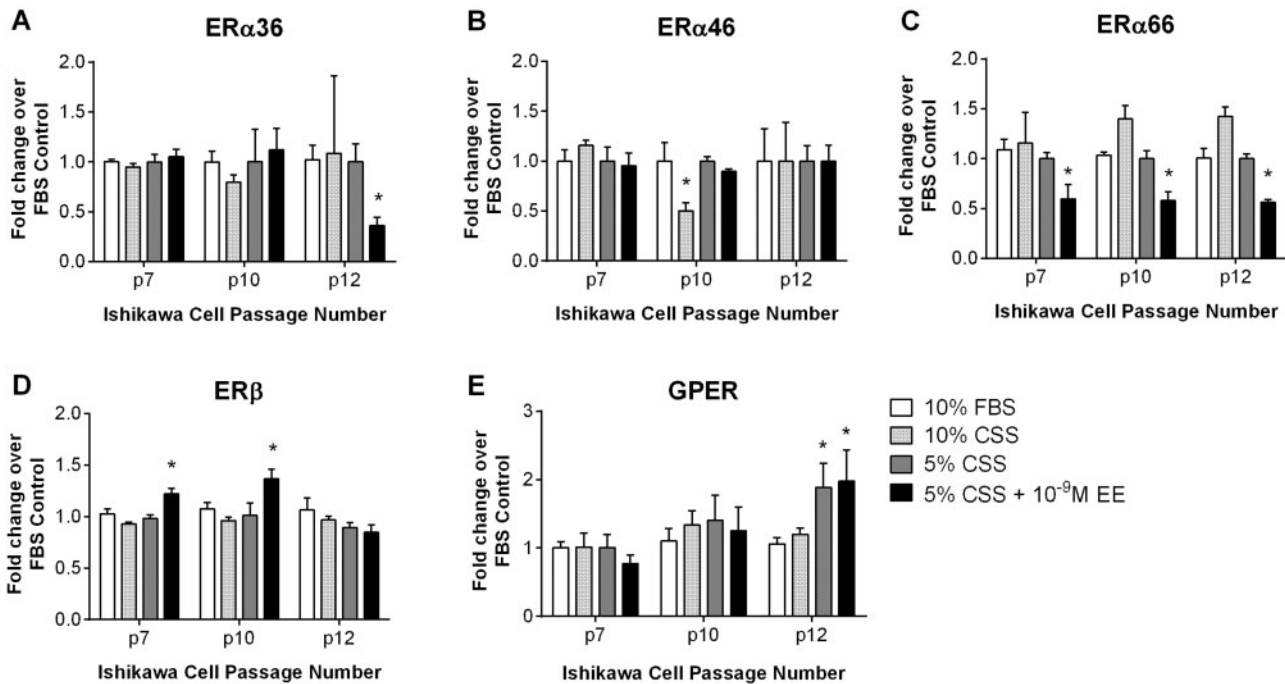 A
ERα36
Fold change over
FBS Control
2.0
1.5
1.0
0.5
0.0
p7
p10
p12
*
Ishikawa Cell Passage Number
B
ERα46
Fold change over
FBS Control
2.0
1.5
1.0
0.5
0.0
p7
p10
p12
*
Ishikawa Cell Passage Number
C
ERα66
Fold change over
FBS Control
2.0
1.5
1.0
0.5
0.0
p7
p10
p12
*
*
*
Ishikawa Cell Passage Number
D
ERβ
Fold change over
FBS Control
2.0
1.5
1.0
0.5
0.0
p7
p10
p12
*
*
Ishikawa Cell Passage Number
E
GPER
Fold change over
FBS Control
3
2
1
0
p7
p10
p12
*
*
Ishikawa Cell Passage Number
10% FBS
10% CSS
5% CSS
5% CSS + 10⁻⁹M EE